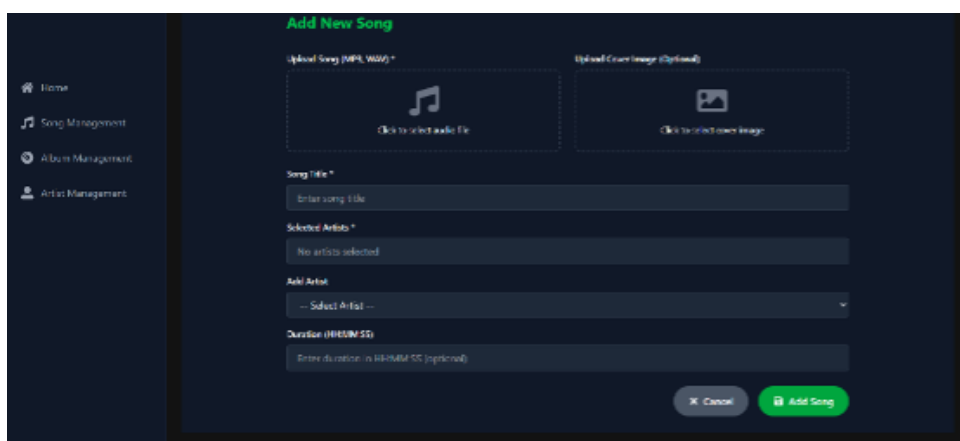 Add New Song
Upload Song (MP3, WAV) *
Upload Cover Image (Optional)
Home
Song Management
Album Management
Artist Management
Click to select audio file
Click to select cover image
Song Title *
Enter song title
Selected Artists *
No artists selected
Add Artist
-- Select Artist --
Duration (HH:MM:SS)
Enter duration in HH:MM:SS (optional)
Cancel
Add Song